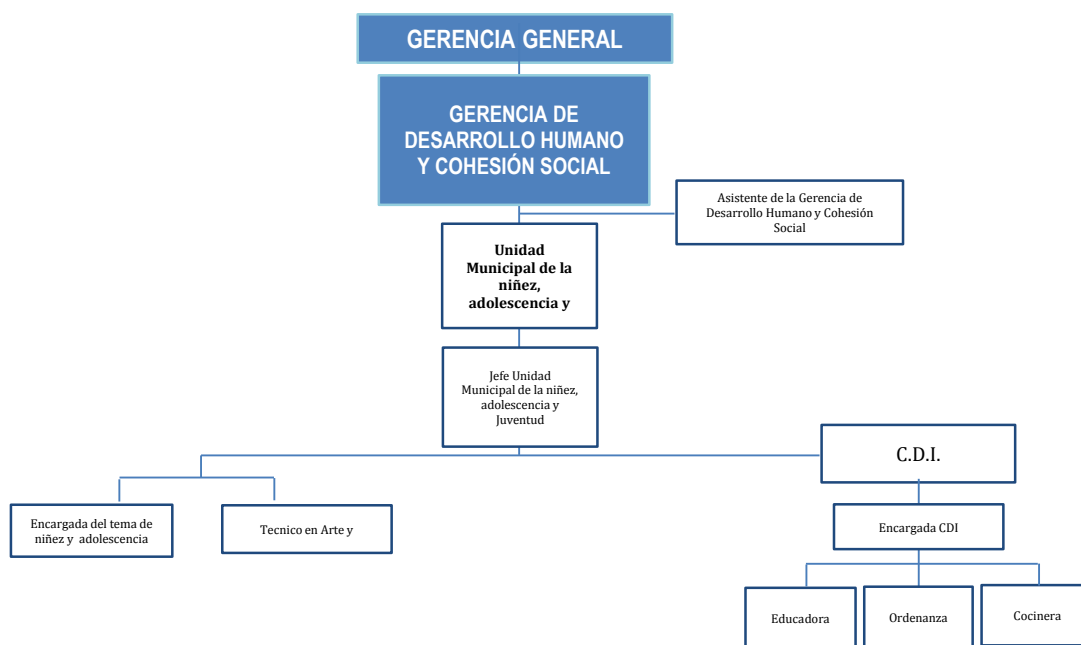 GERENCIA GENERAL
GERENCIA DE
DESARROLLO HUMANO
Y COHESIÓN SOCIAL
Asistente de la Gerencia de
Desarrollo Humano y Cohesión
Social
Unidad
Municipal de la
niñez,
adolescencia y
Jefe Unidad
Municipal de la niñez,
adolescencia y
Juventud
C.D.I.
Encargada del tema de
niñez y adolescencia
Tecnico en Arte y
Encargada CDI
Educadora
Ordenanza
Cocinera